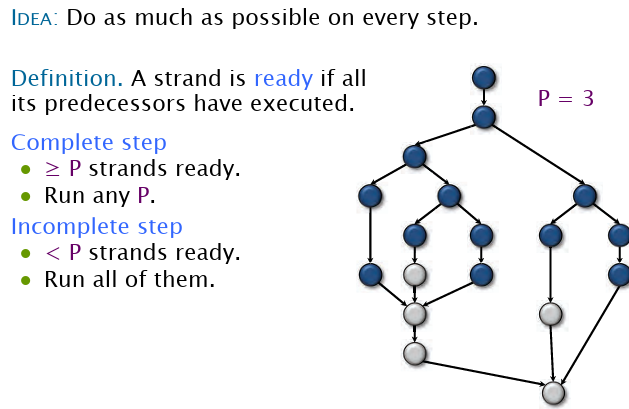 IDEA: Do as much as possible on every step.
Definition. A strand is ready if all
its predecessors have executed.
P = 3
Complete step
• ≥ P strands ready.
• Run any P.
Incomplete step
• < P strands ready.
• Run all of them.